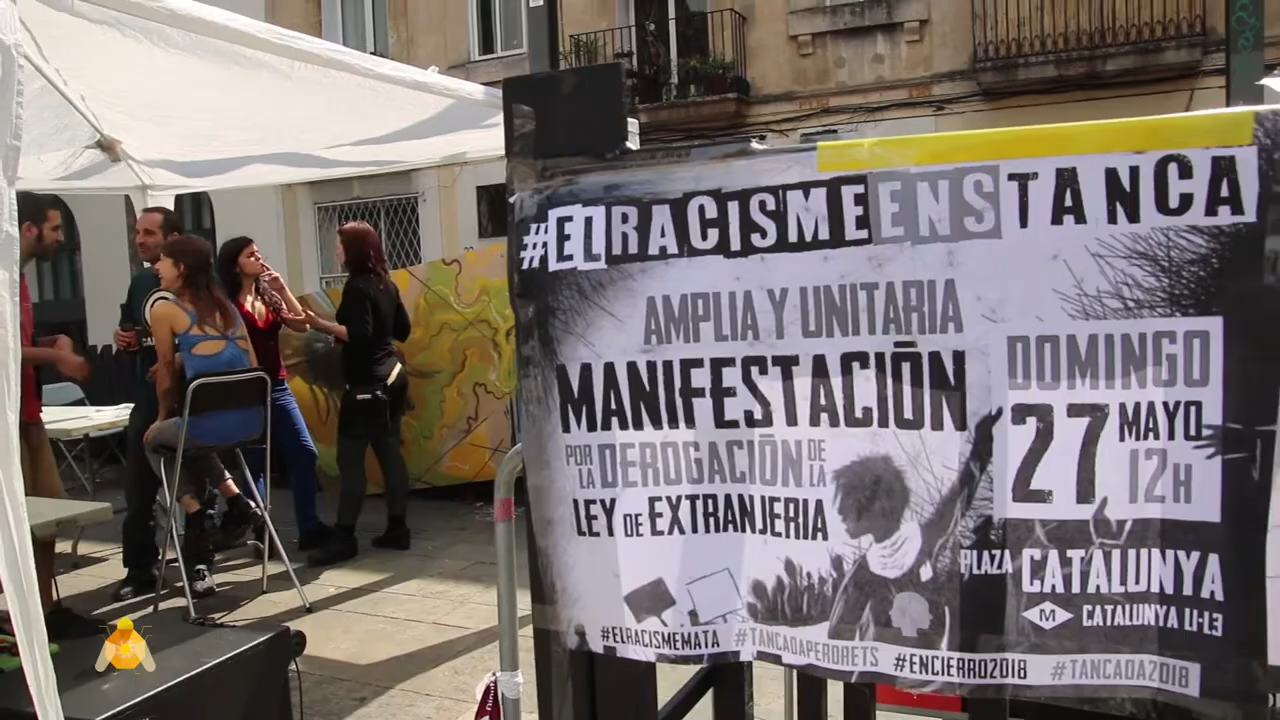 #ELRACISMEENSTANCA
AMPLIA Y UNITARIA
MANIFESTACIÓN
POR LA DEROGACIÓN DE LA
LEY DE EXTRANJERIA
DOMINGO
27 MAYO
12H
PLAZA CATALUNYA
M CATALUNYA L1-L3
#ELRACISMEMATA #TANCADAPERDRETS #ENCIERRO2018 #TANCADA2018